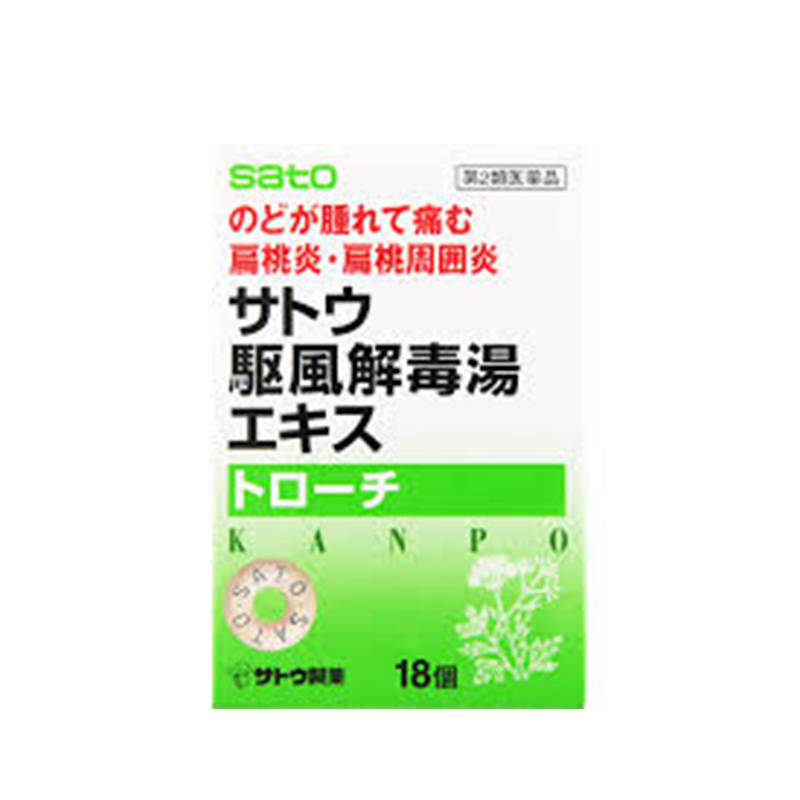 sato
第2類医薬品
のどが腫れて痛む
扁桃炎・扁桃周囲炎
サトウ
駆風解毒湯
エキス
トローチ
KANPO
SATO・SATO・
サトウ製薬
18個